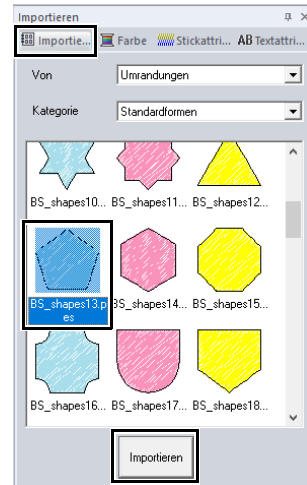 Importieren
Importie... Farbe Stickattri... AB Textattri...
Von Umrandungen
Kategorie Standardformen
BS_shapes10... BS_shapes11... BS_shapes12...
BS_shapes13.p BS_shapes14... BS_shapes15...
es
BS_shapes16... BS_shapes17... BS_shapes18...
Importieren